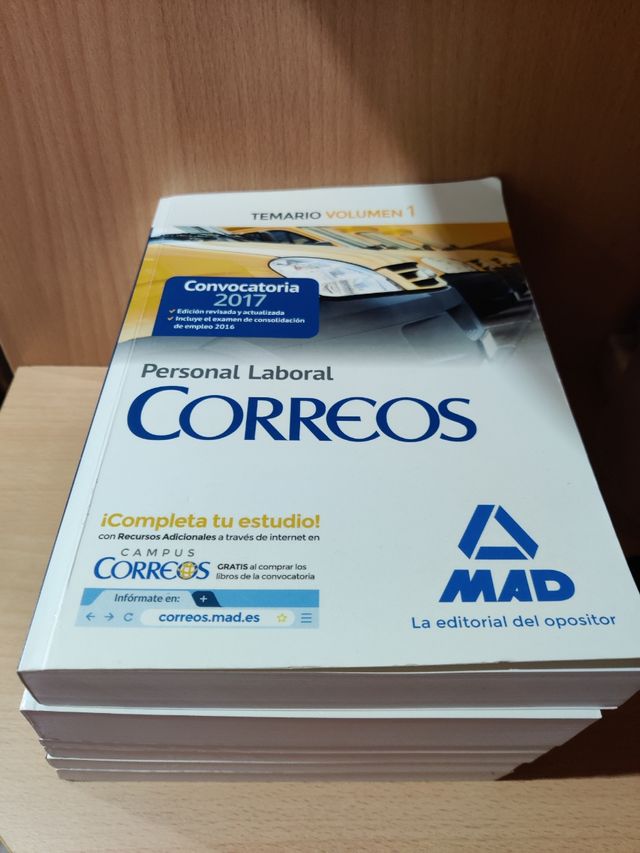 TEMARIO VOLUMEN 1
Convocatoria
2017
✓ Edición revisada y actualizada
✓ Incluye el examen de consolidación
de empleo 2016
Personal Laboral
CORREOS
¡Completa tu estudio!
con Recursos Adicionales a través de internet en
CAMPUS
CORREOS
GRATIS al comprar los
libros de la convocatoria
Infórmate en:
correos.mad.es
MAD
La editorial del opositor